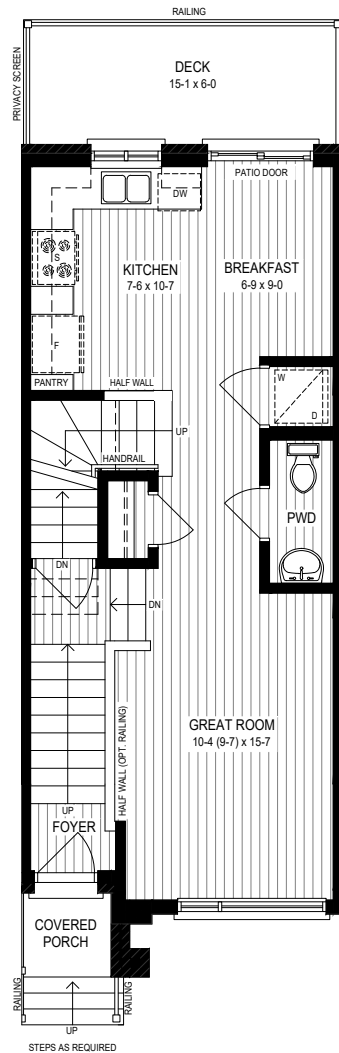 RAILING
PRIVACY SCREEN
DECK
15-1 x 6-0
PATIO DOOR
DW
S
KITCHEN
7-6 x 10-7
BREAKFAST
6-9 x 9-0
F
PANTRY
HALF WALL
W
D
UP
HANDRAIL
PWD
DN
DN
HALF WALL (OPT. RAILING)
GREAT ROOM
10-4 (9-7) x 15-7
UP
FOYER
COVERED
PORCH
RAILING
RAILING
UP
STEPS AS REQUIRED